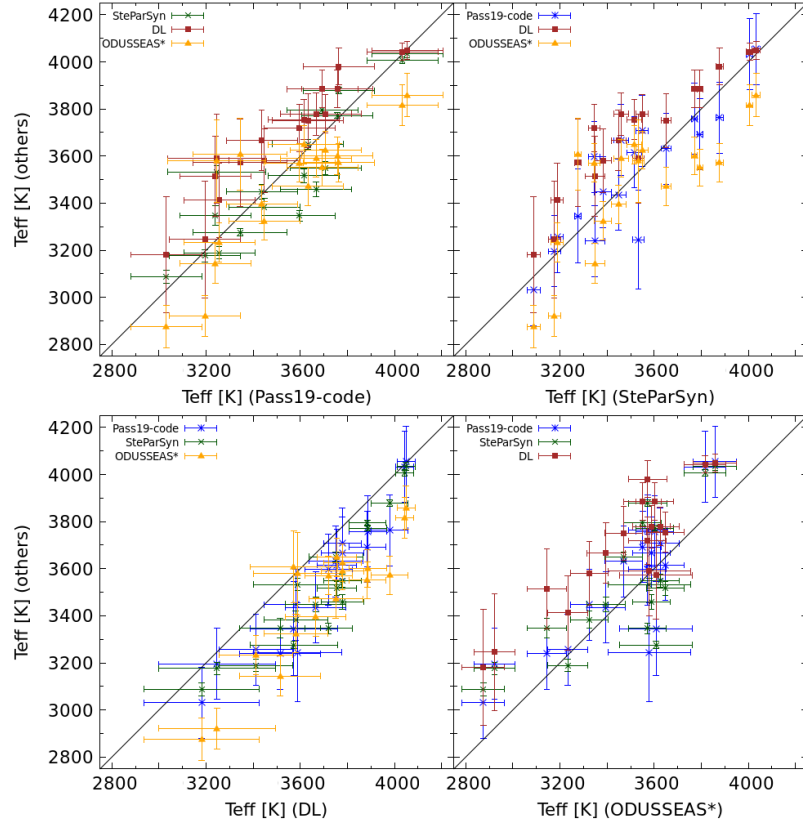 4200
4000
3800
3600
3400
3200
3000
2800
Teff [K] (others)
SteParSyn
DL
ODUSSEAS*
2800 3200 3600 4000
Teff [K] (Pass19-code)
Pass19-code
DL
ODUSSEAS*
2800 3200 3600 4000
Teff [K] (SteParSyn)
4200
4000
3800
3600
3400
3200
3000
2800
Teff [K] (others)
Pass19-code
SteParSyn
ODUSSEAS*
2800 3200 3600 4000
Teff [K] (DL)
Pass19-code
SteParSyn
DL
2800 3200 3600 4000
Teff [K] (ODUSSEAS*)